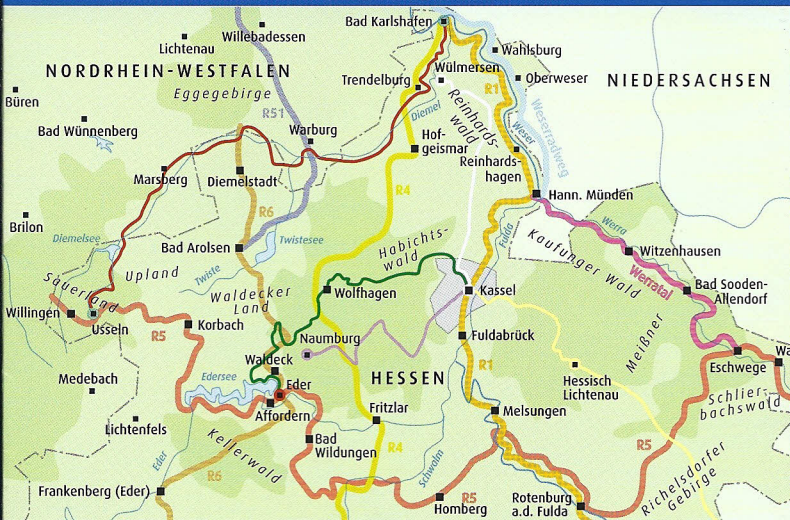 Bad Karlshafen
Willebadessen
Lichtenau
Wahlsburg
NORDRHEIN-WESTFALEN
Wülmersen
NIEDERSACHSEN
Trendelburg
Oberweser
Eggegebirge
R1
Büren
R51
Diemel
Reinhards-
wald
Weserradweg
Bad Wünnenberg
Warburg
Weser
Hof-
geismar
Reinhards-
hagen
Marsberg
Diemelstadt
R4
Hann. Münden
R6
Brilon
Werra
Diemelsee
Twistesee
Fulda
Bad Arolsen
Habichts-
wald
Kaufunger Wald
Witzenhausen
Upland
Twiste
Werratal
Sauerland
Waldecker
Land
Wolfhagen
Kassel
Bad Sooden-
Allendorf
Willingen
Usseln
R5
Korbach
Naumburg
Fuldabrück
Meißner
Waldeck
R1
Eschwege
Wa
Medebach
HESSEN
Hessisch
Lichtenau
Edersee
Eder
Schlier-
bachswald
Affordern
Fritzlar
Melsungen
Lichtenfels
Kellerwald
Bad
Wildungen
R4
R5
Eder
Schwalm
Richelsdorfer
Gebirge
R6
Frankenberg (Eder)
R5
Homberg
Rotenburg
a.d. Fulda